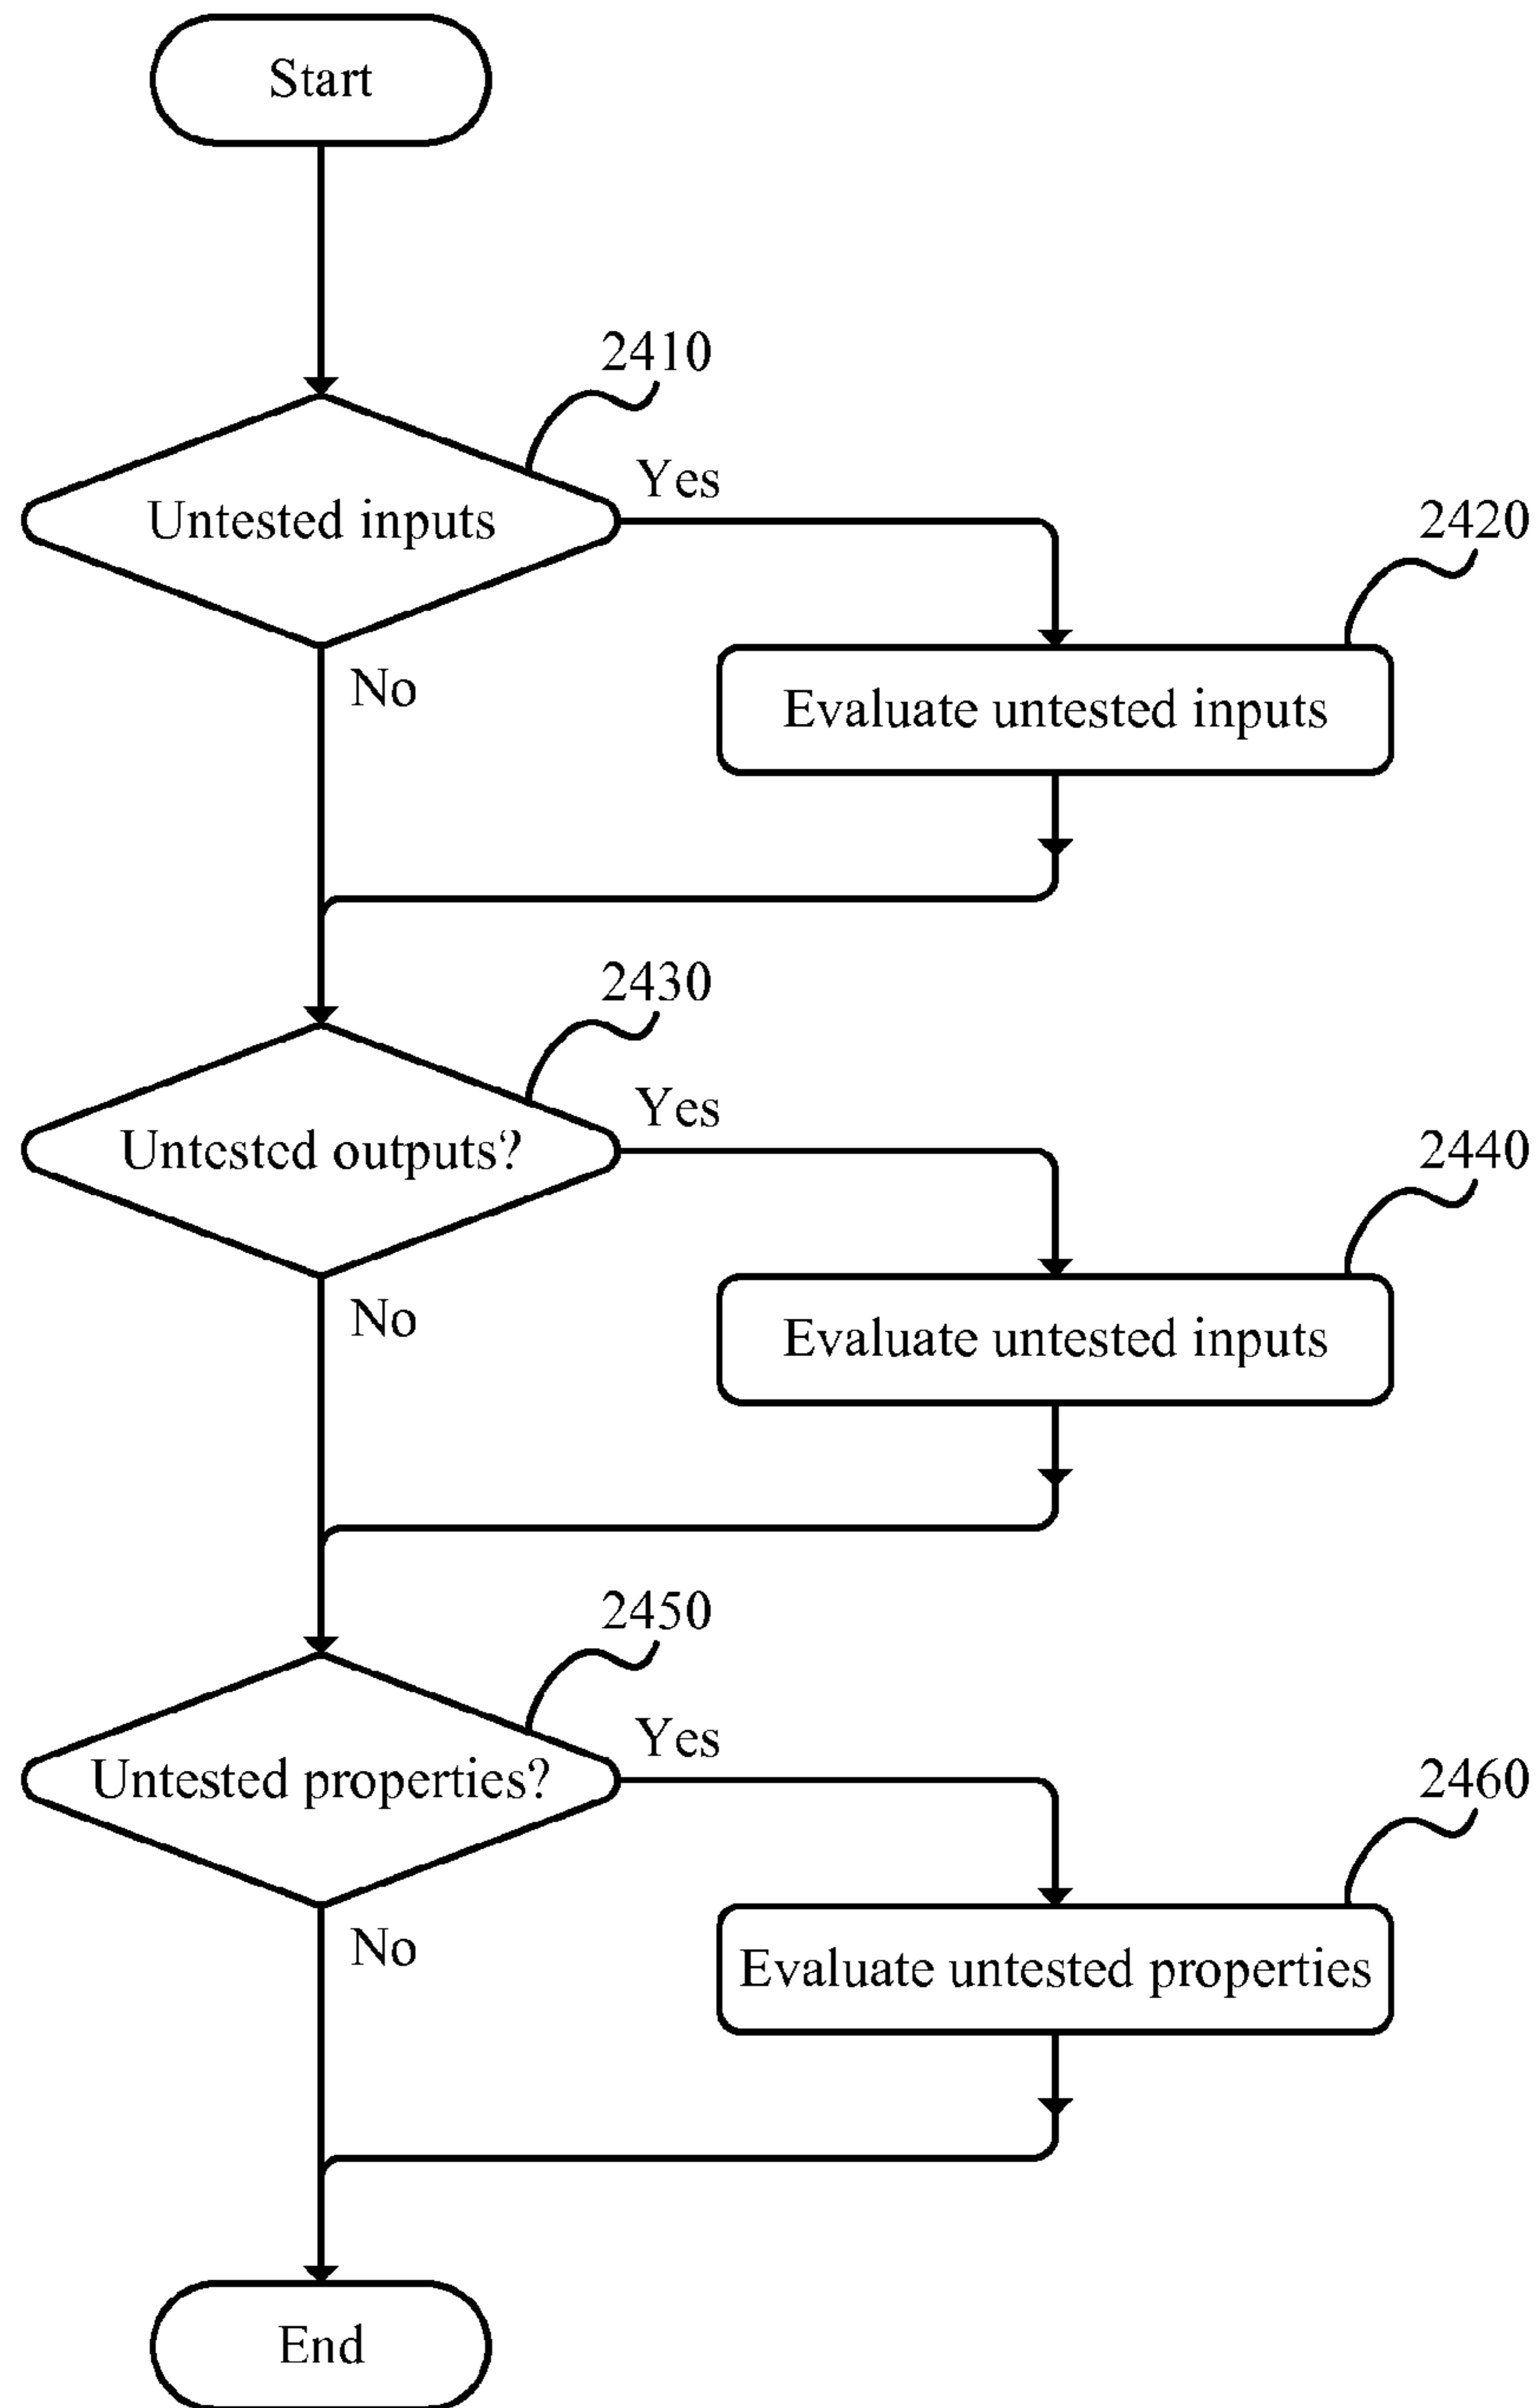 Start
2410
Untested inputs
Yes
2420
No
Evaluate untested inputs
2430
Untested outputs?
Yes
2440
No
Evaluate untested inputs
2450
Untested properties?
Yes
2460
No
Evaluate untested properties
End